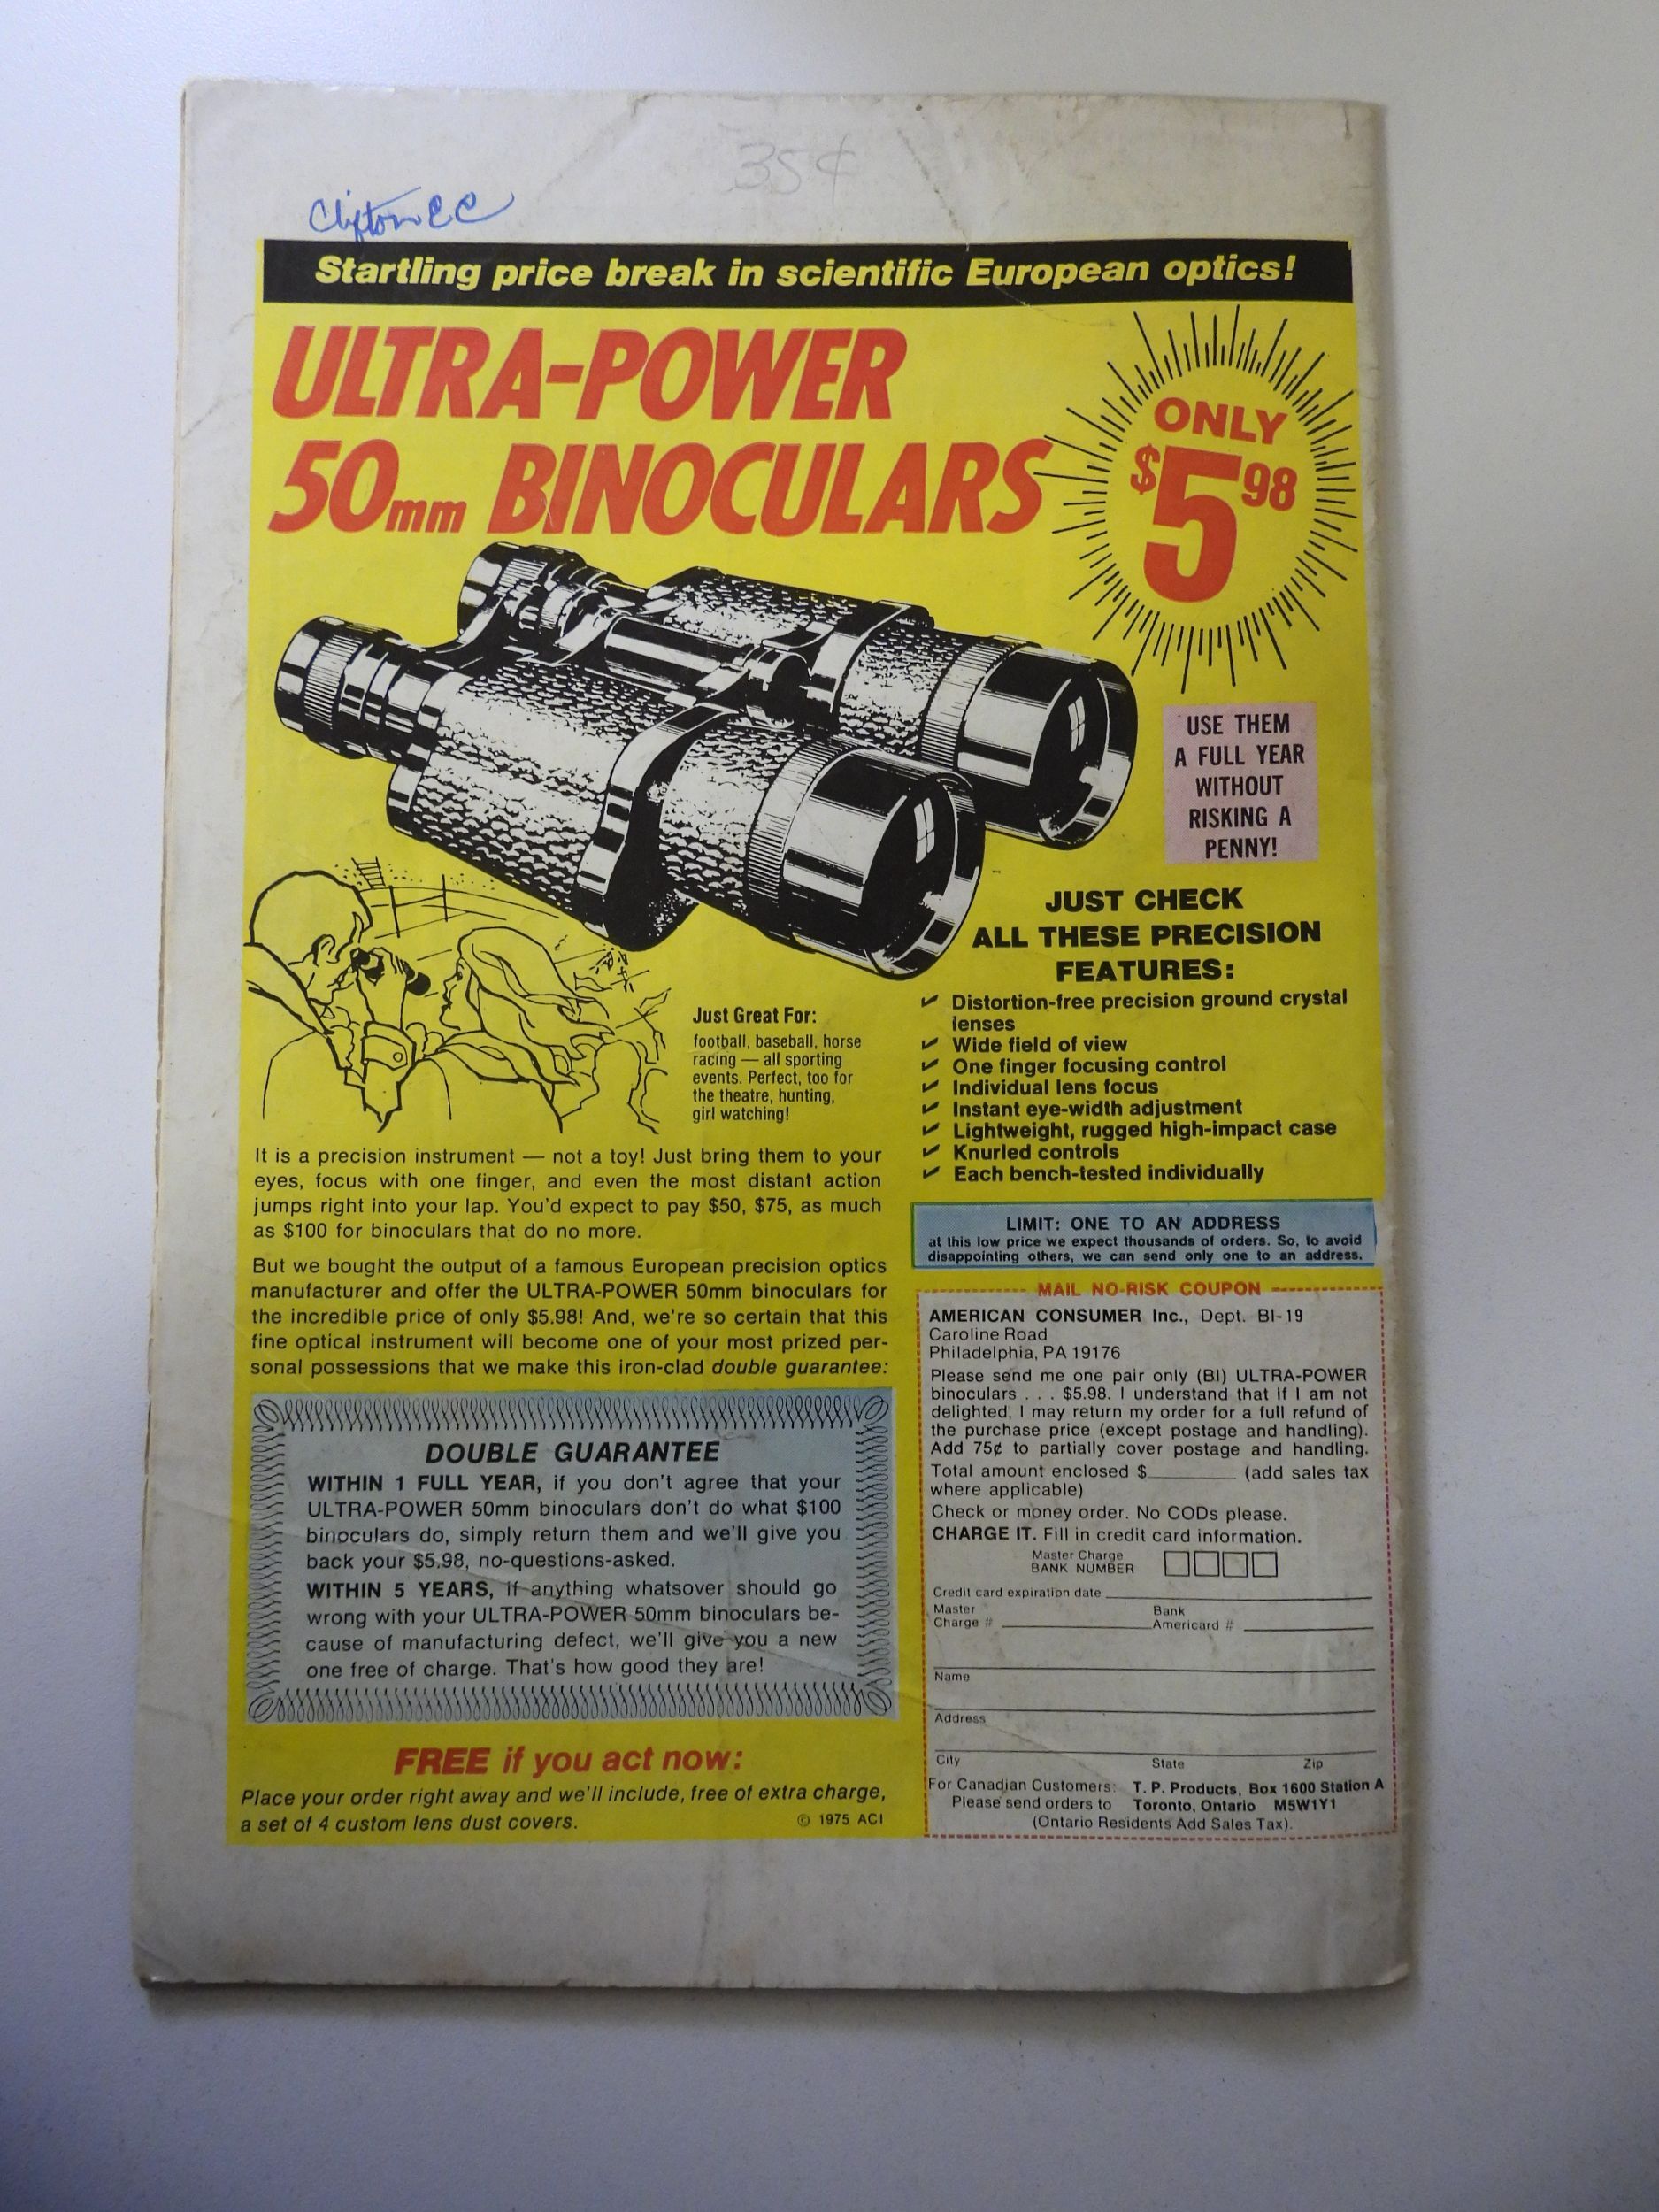 35¢
Clifton CC
Startling price break in scientific European optics!
ULTRA-POWER
50mm BINOCULARS
ONLY
$5 98
USE THEM
A FULL YEAR
WITHOUT
RISKING A
PENNY!
JUST CHECK
ALL THESE PRECISION
FEATURES:
✔ Distortion-free precision ground crystal
lenses
✔ Wide field of view
✔ One finger focusing control
✔ Individual lens focus
✔ Instant eye-width adjustment
✔ Lightweight, rugged high-impact case
✔ Knurled controls
✔ Each bench-tested individually
Just Great For:
football, baseball, horse
racing — all sporting
events. Perfect, too for
the theatre, hunting,
girl watching!
It is a precision instrument — not a toy! Just bring them to your
eyes, focus with one finger, and even the most distant action
jumps right into your lap. You'd expect to pay $50, $75, as much
as $100 for binoculars that do no more.
But we bought the output of a famous European precision optics
manufacturer and offer the ULTRA-POWER 50mm binoculars for
the incredible price of only $5.98! And, we're so certain that this
fine optical instrument will become one of your most prized per-
sonal possessions that we make this iron-clad double guarantee:
DOUBLE GUARANTEE
WITHIN 1 FULL YEAR, if you don't agree that your
ULTRA-POWER 50mm binoculars don't do what $100
binoculars do, simply return them and we'll give you
back your $5.98, no-questions-asked.
WITHIN 5 YEARS, if anything whatsover should go
wrong with your ULTRA-POWER 50mm binoculars be-
cause of manufacturing defect, we'll give you a new
one free of charge. That's how good they are!
FREE if you act now:
Place your order right away and we'll include, free of extra charge,
a set of 4 custom lens dust covers.
© 1975 ACI
LIMIT: ONE TO AN ADDRESS
at this low price we expect thousands of orders. So, to avoid
disappointing others, we can send only one to an address.
MAIL NO-RISK COUPON
AMERICAN CONSUMER Inc., Dept. BI-19
Caroline Road
Philadelphia, PA 19176
Please send me one pair only (BI) ULTRA-POWER
binoculars . . . $5.98. I understand that if I am not
delighted, I may return my order for a full refund of
the purchase price (except postage and handling).
Add 75¢ to partially cover postage and handling.
Total amount enclosed $________ (add sales tax
where applicable)
Check or money order. No CODs please.
CHARGE IT. Fill in credit card information.
Master Charge
BANK NUMBER
Credit card expiration date
Master Bank
Charge # Americard #
Name
Address
City State Zip
For Canadian Customers: T. P. Products, Box 1600 Station A
Please send orders to Toronto, Ontario M5W1Y1
(Ontario Residents Add Sales Tax).